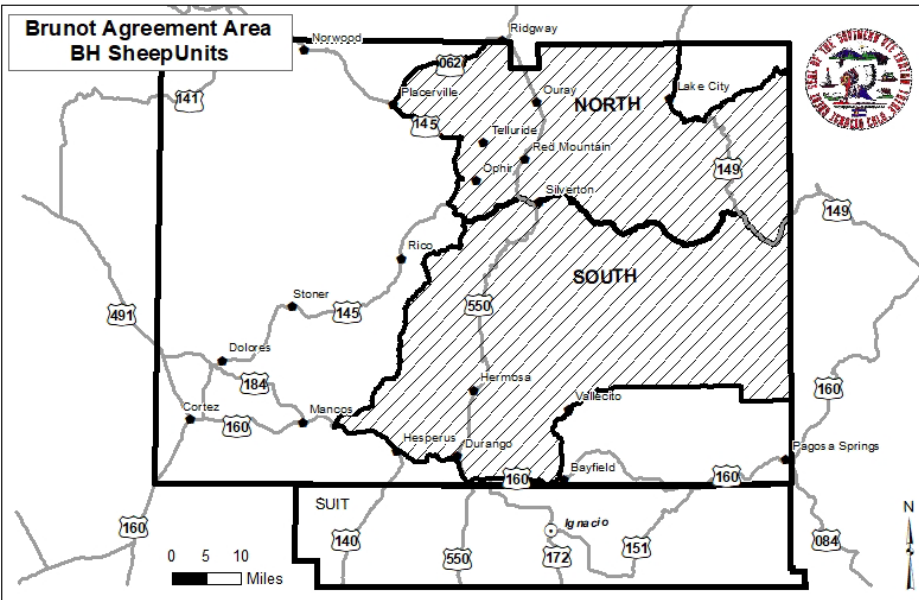 Brunot Agreement Area
BH SheepUnits
Ridgway
Norwood
062
141
Placerville
Ouray
NORTH
Lake City
145
Telluride
Red Mountain
Ophir
149
Silverton
149
Rico
SOUTH
Stoner
145
550
491
Dolores
184
Hermosa
160
Cortez
160
Mancos
Vallecito
Hesperus
Durango
Pagosa Springs
160
Bayfield
160
SUIT
160
140
550
Ignacio
172
151
084
N
0 5 10
Miles